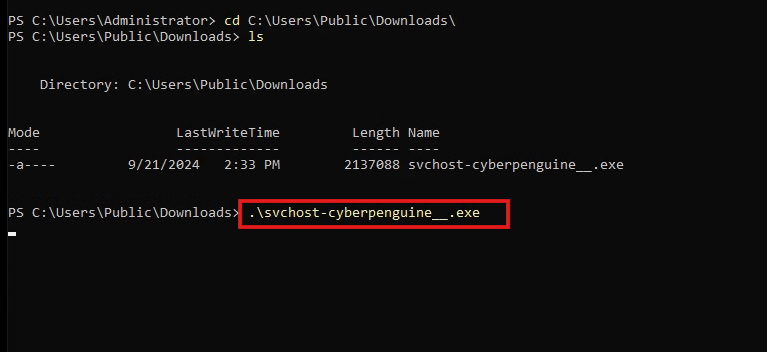 PS C:\Users\Administrator> cd C:\Users\Public\Downloads\
PS C:\Users\Public\Downloads> ls
Directory: C:\Users\Public\Downloads
Mode                 LastWriteTime         Length Name
----                 -------------         ------ ----
-a----         9/21/2024   2:33 PM        2137088 svchost-cyberpenguine__.exe
PS C:\Users\Public\Downloads> .\svchost-cyberpenguine__.exe